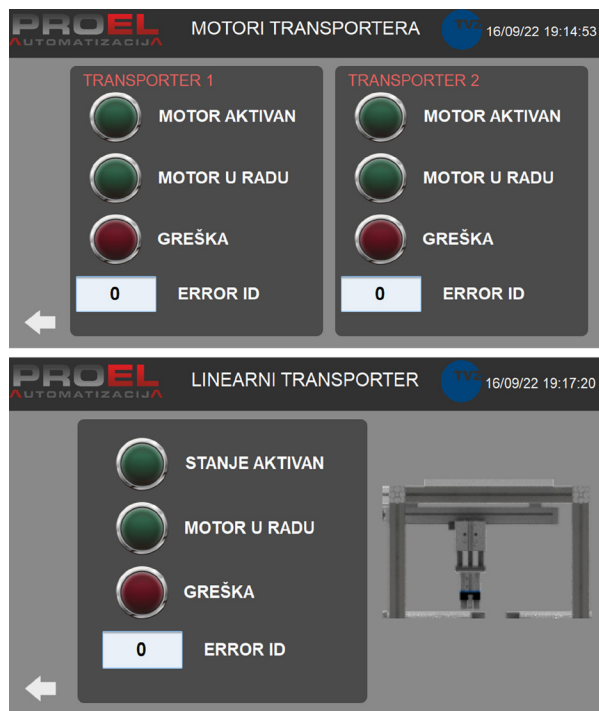 PROEL
AUTOMATIZACIJA
MOTORI TRANSPORTERA
TVZ
16/09/22 19:14:53
TRANSPORTER 1
MOTOR AKTIVAN
MOTOR U RADU
GREŠKA
0 ERROR ID
TRANSPORTER 2
MOTOR AKTIVAN
MOTOR U RADU
GREŠKA
0 ERROR ID
PROEL
AUTOMATIZACIJA
LINEARNI TRANSPORTER
TVZ
16/09/22 19:17:20
STANJE AKTIVAN
MOTOR U RADU
GREŠKA
0 ERROR ID